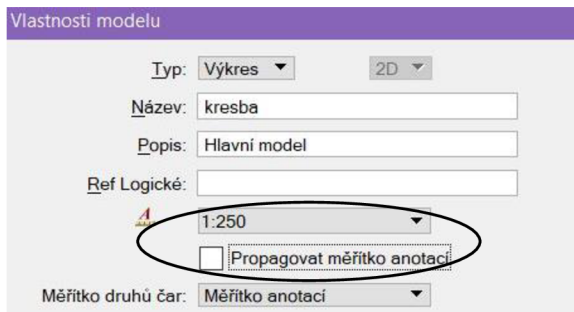 Vlastnosti modelu
Typ: Výkres 2D
Název: kresba
Popis: Hlavní model
Ref Logické:
A 1:250
Propagovat měřítko anotací
Měřítko druhů čar: Měřítko anotací